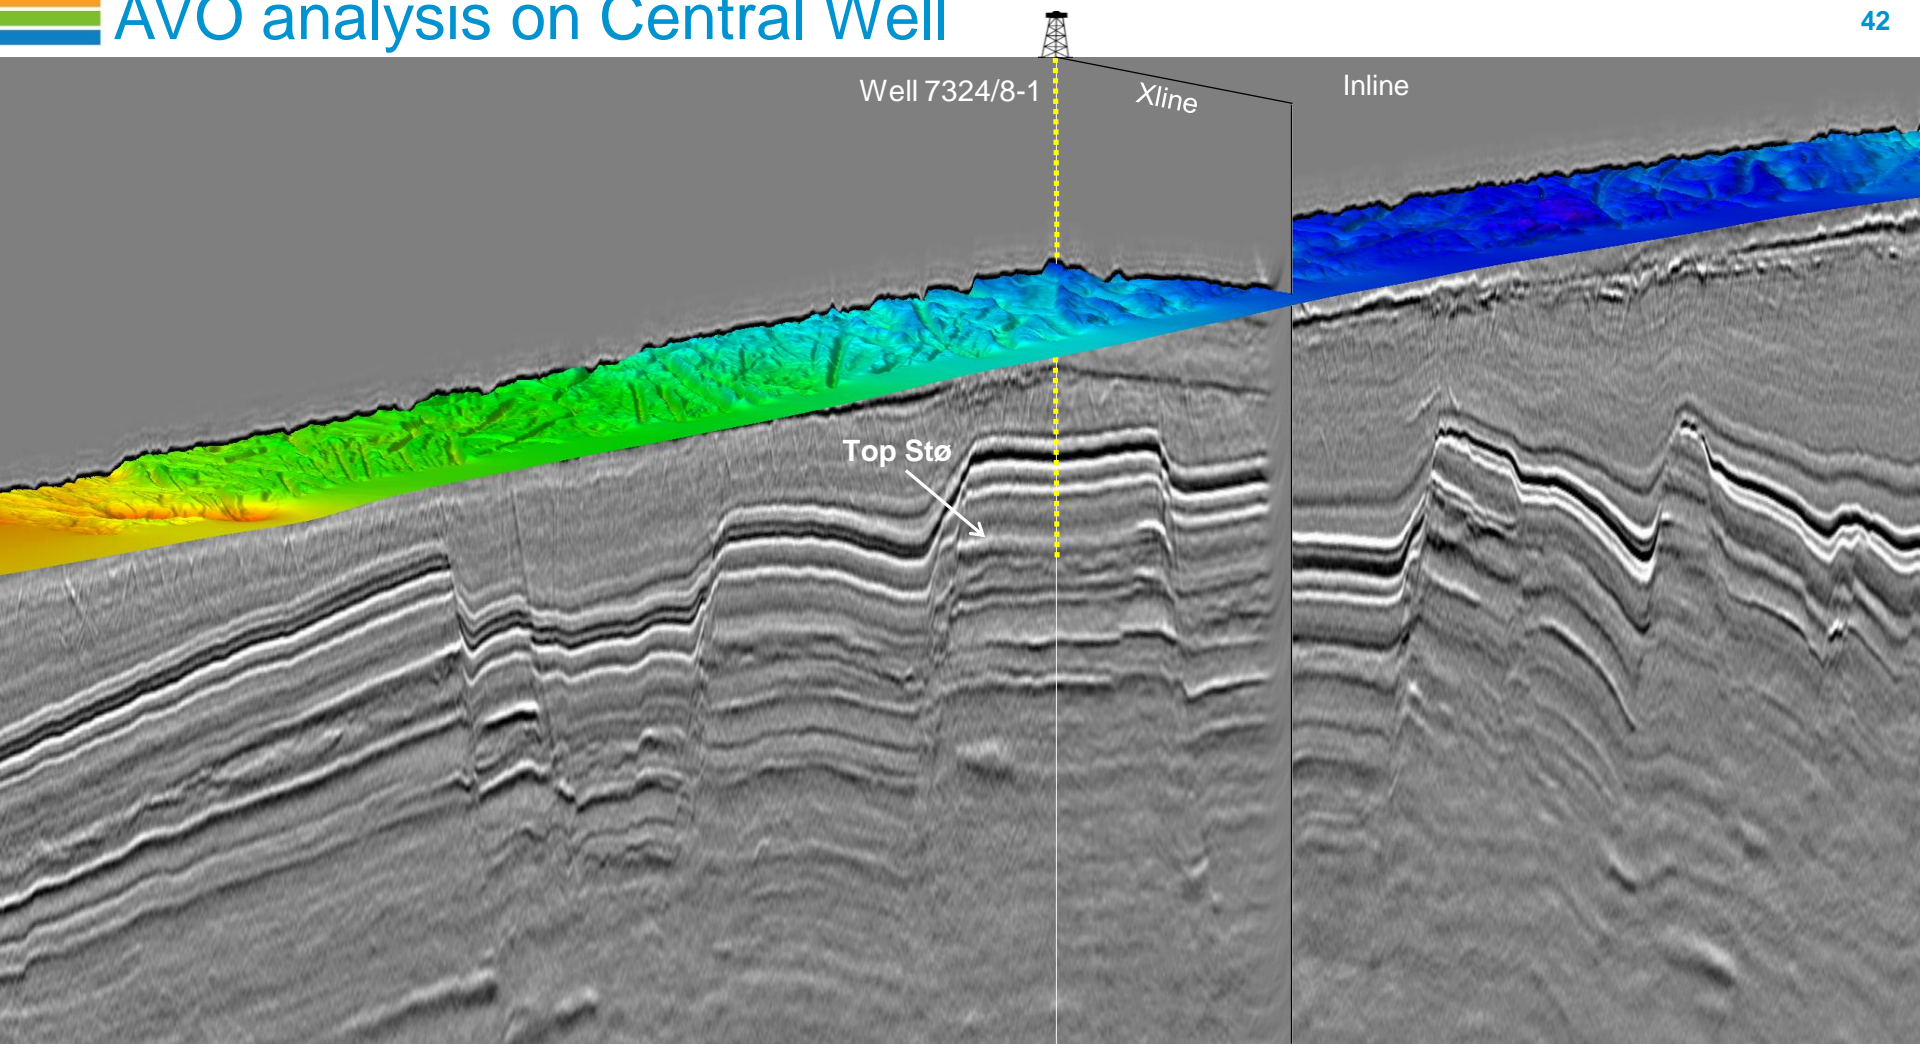 AVO analysis on Central Well
42
Well 7324/8-1
Xline
Inline
Top Stø